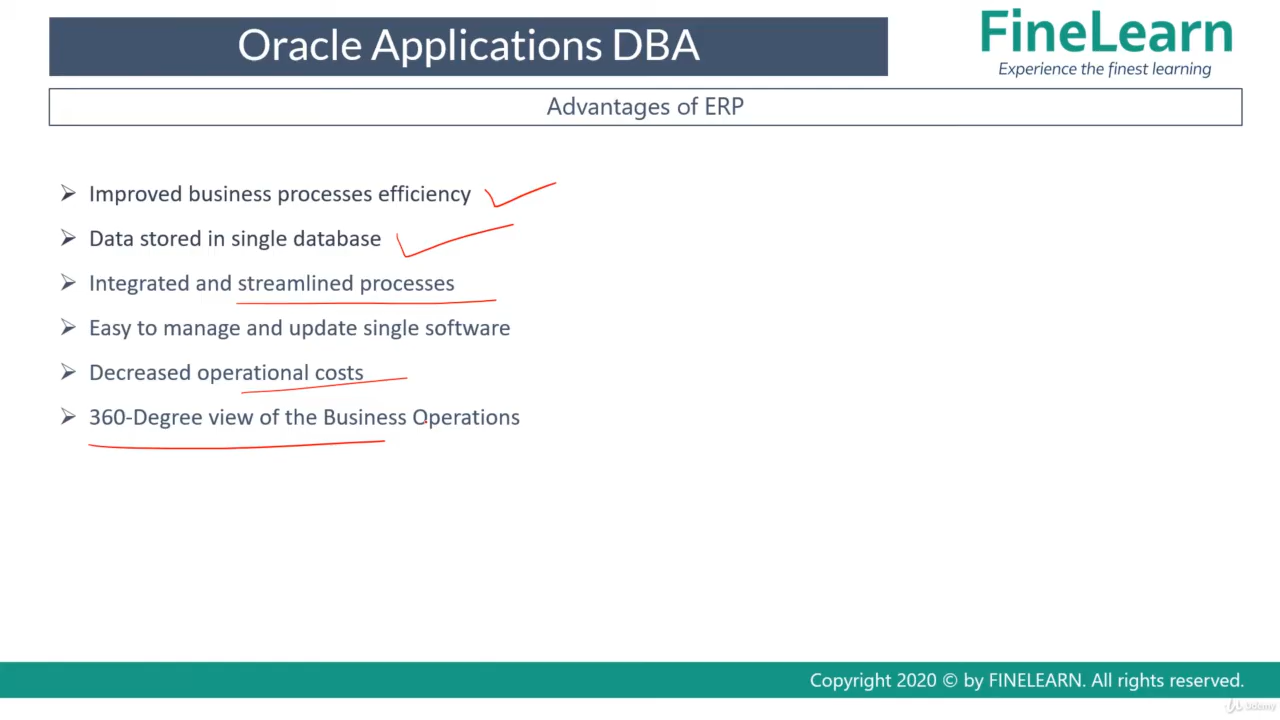 Oracle Applications DBA
FineLearn
Experience the finest learning
Advantages of ERP
Improved business processes efficiency
Data stored in single database
Integrated and streamlined processes
Easy to manage and update single software
Decreased operational costs
360-Degree view of the Business Operations
Copyright 2020 © by FINELEARN. All rights reserved.
Udemy